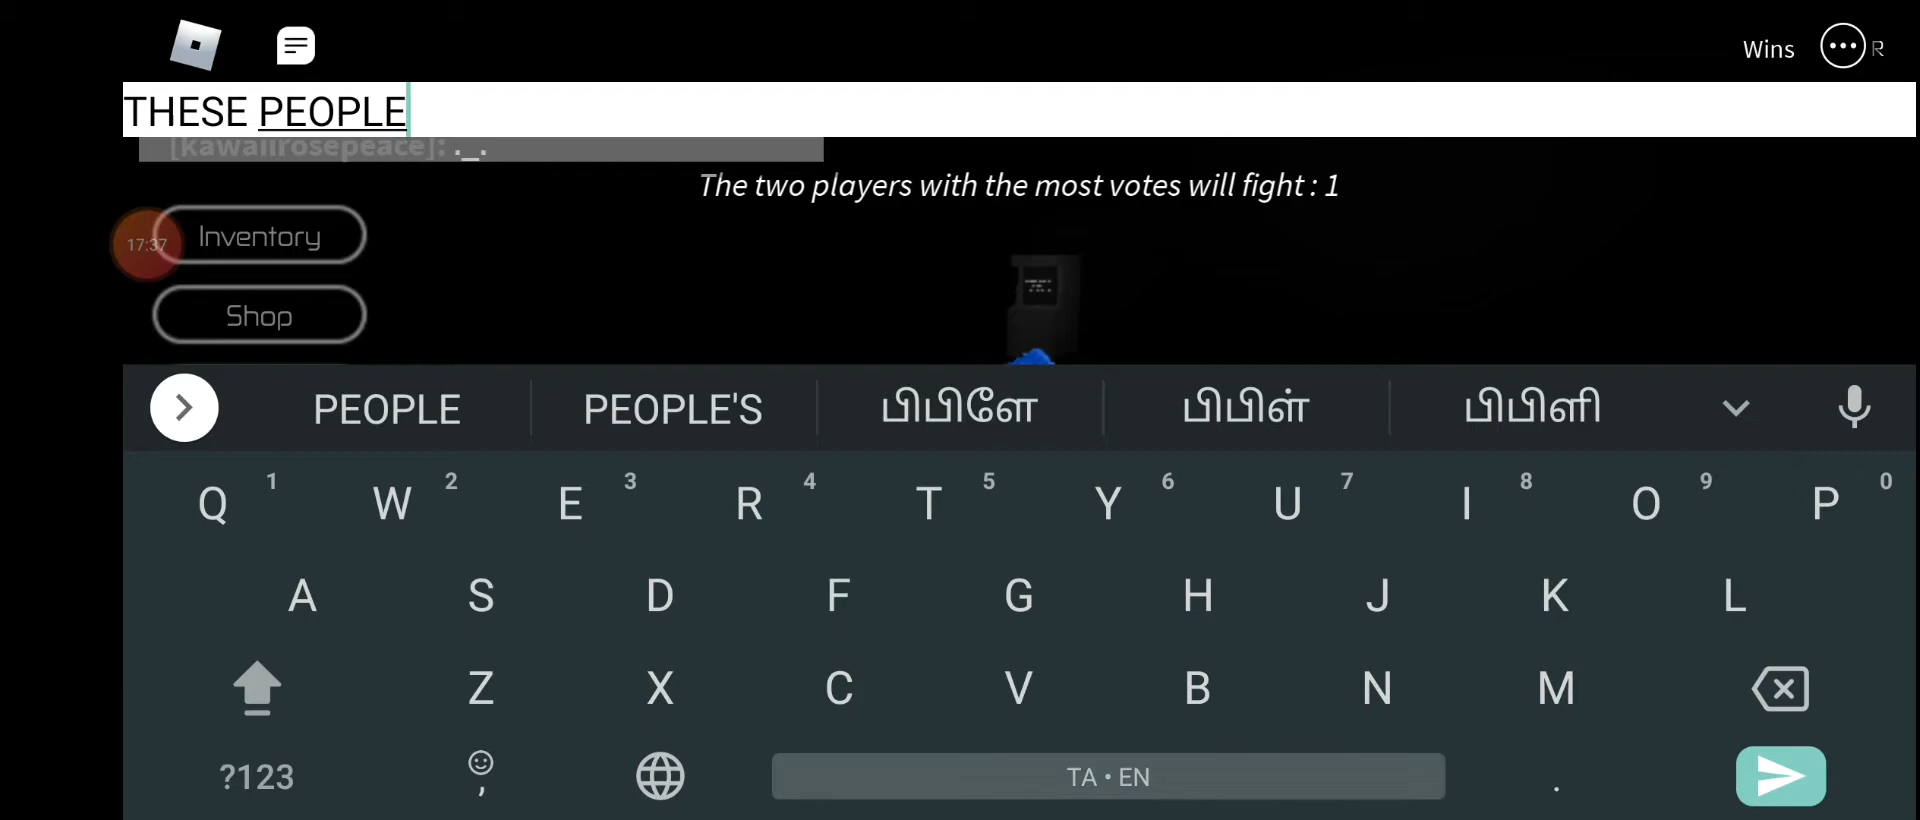 Wins R
THESE PEOPLE
[kawaiirosepeace]: ._.
The two players with the most votes will fight : 1
17:37
Inventory
Shop
PEOPLE PEOPLE'S பிபிளே பிபிள் பிபிளி
Q 1 W 2 E 3 R 4 T 5 Y 6 U 7 I 8 O 9 P 0
A S D F G H J K L
Z X C V B N M
?123 , TA • EN .